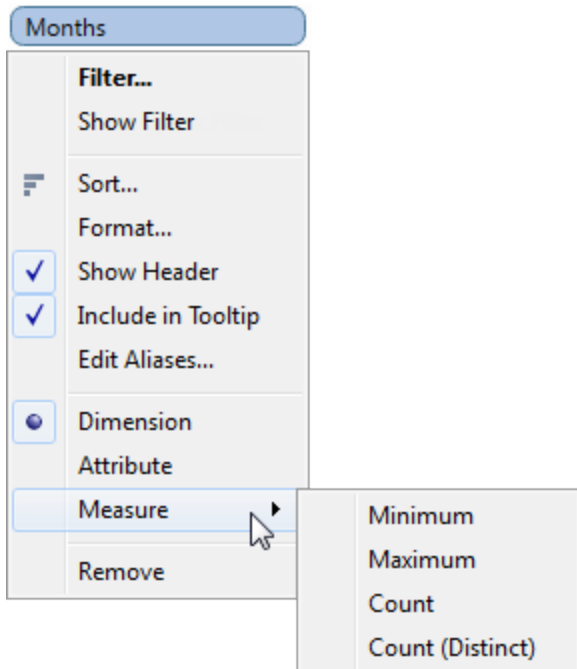 Months
Filter...
Show Filter
Sort...
Format...
Show Header
Include in Tooltip
Edit Aliases...
Dimension
Attribute
Measure
Remove
Minimum
Maximum
Count
Count (Distinct)